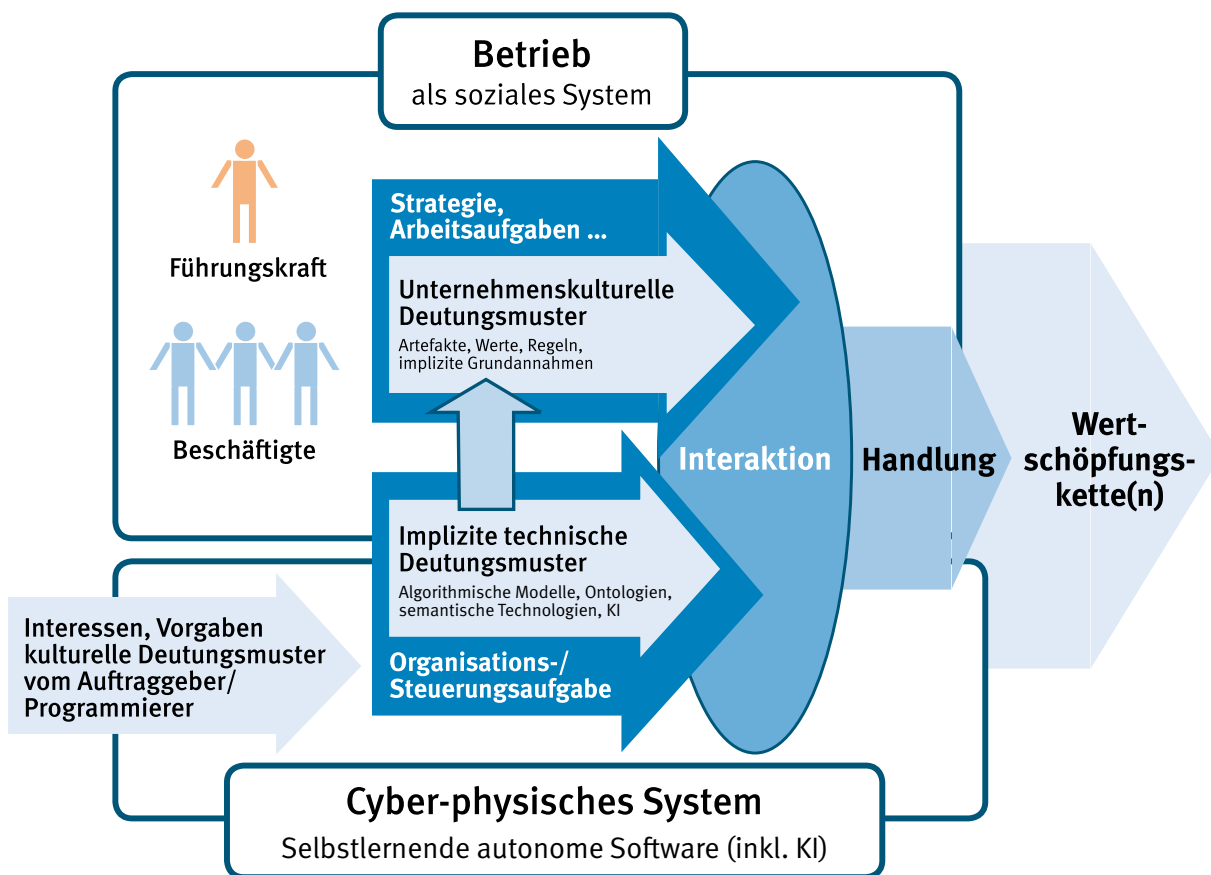 Betrieb
als soziales System
Führungskraft
Beschäftigte
Strategie,
Arbeitsaufgaben ...
Unternehmenskulturelle
Deutungsmuster
Artefakte, Werte, Regeln,
implizite Grundannahmen
Implizite technische
Deutungsmuster
Algorithmische Modelle, Ontologien,
semantische Technologien, KI
Organisations-/
Steuerungsaufgabe
Interessen, Vorgaben
kulturelle Deutungsmuster
vom Auftraggeber/
Programmierer
Interaktion
Handlung
Wert-
schöpfungs-
kette(n)
Cyber-physisches System
Selbstlernende autonome Software (inkl. KI)